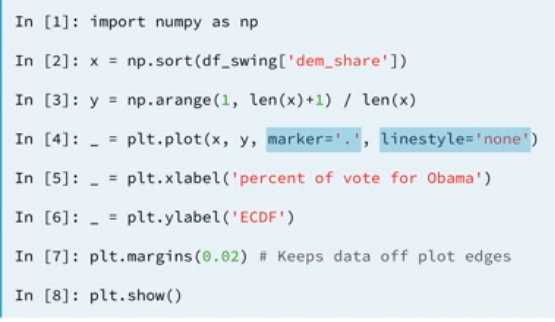 In [1]: import numpy as np
In [2]: x = np.sort(df_swing['dem_share'])
In [3]: y = np.arange(1, len(x)+1) / len(x)
In [4]: _ = plt.plot(x, y, marker='.', linestyle='none')
In [5]: _ = plt.xlabel('percent of vote for Obama')
In [6]: _ = plt.ylabel('ECDF')
In [7]: plt.margins(0.02) # Keeps data off plot edges
In [8]: plt.show()